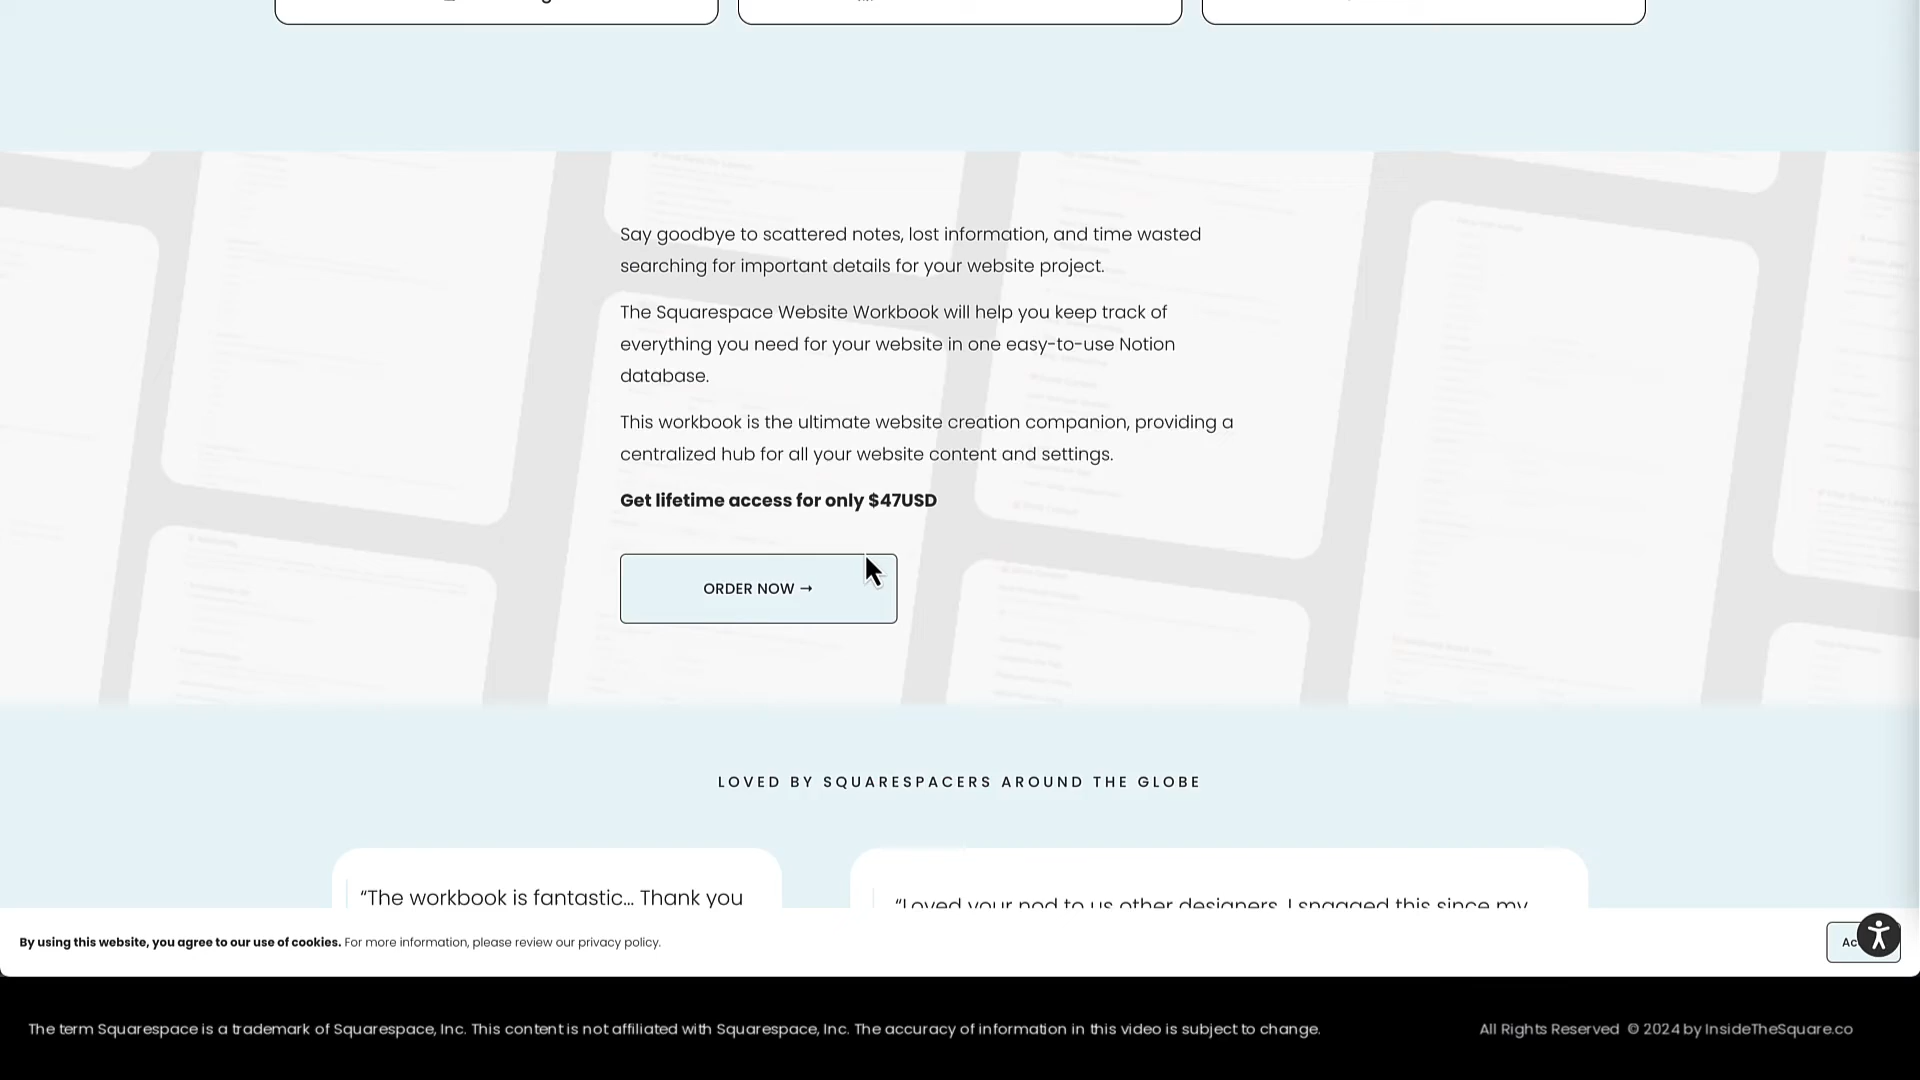 Say goodbye to scattered notes, lost information, and time wasted
searching for important details for your website project.
The Squarespace Website Workbook will help you keep track of
everything you need for your website in one easy-to-use Notion
database.
This workbook is the ultimate website creation companion, providing a
centralized hub for all your website content and settings.
Get lifetime access for only $47USD
ORDER NOW →
LOVED BY SQUARESPACERS AROUND THE GLOBE
“The workbook is fantastic... Thank you
“Loved your nod to us other designers. I snagged this since my
By using this website, you agree to our use of cookies. For more information, please review our privacy policy.
The term Squarespace is a trademark of Squarespace, Inc. This content is not affiliated with Squarespace, Inc. The accuracy of information in this video is subject to change.
All Rights Reserved © 2024 by InsideTheSquare.co